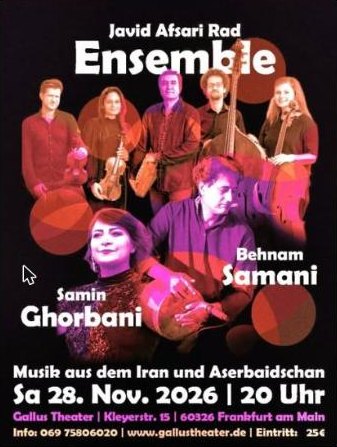 Javid Afsari Rad
Ensemble
Behnam
Samani
Samin
Ghorbani
Musik aus dem Iran und Aserbaidschan
Sa 28. Nov. 2026 | 20 Uhr
Gallus Theater | Kleyerstr. 15 | 60326 Frankfurt am Main
Info: 069 75806020 | www.gallustheater.de | Eintritt: 25€